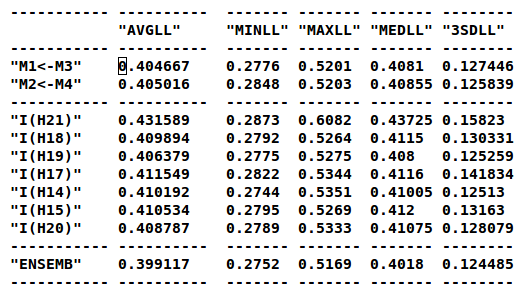 ----------- ----------  ------- ------- ------- --------
"AVGLL" "MINLL" "MAXLL" "MEDLL" "3SDLL"
----------- ----------  ------- ------- ------- --------
"M1<-M3" 0.404667 0.2776 0.5201 0.4081 0.127446
"M2<-M4" 0.405016 0.2848 0.5203 0.40855 0.125839
----------- ----------  ------- ------- ------- --------
"I(H21)" 0.431589 0.2873 0.6082 0.43725 0.15823
"I(H18)" 0.409894 0.2792 0.5264 0.4115 0.130331
"I(H19)" 0.406379 0.2775 0.5275 0.408 0.125259
"I(H17)" 0.411549 0.2822 0.5344 0.4116 0.141834
"I(H14)" 0.410192 0.2744 0.5351 0.41005 0.12513
"I(H15)" 0.410534 0.2795 0.5269 0.412 0.13163
"I(H20)" 0.408787 0.2789 0.5333 0.41075 0.128079
----------- ----------  ------- ------- ------- --------
"ENSEMB" 0.399117 0.2752 0.5169 0.4018 0.124485
----------- ----------  ------- ------- ------- --------